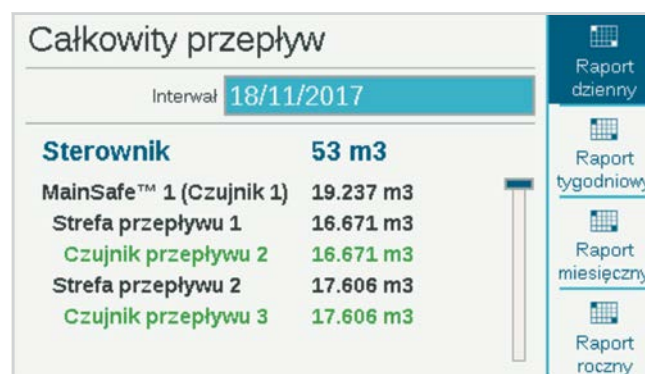 Całkowity przepływ
Interwał 18/11/2017
Sterownik 53 m3
MainSafe™ 1 (Czujnik 1) 19.237 m3
Strefa przepływu 1 16.671 m3
Czujnik przepływu 2 16.671 m3
Strefa przepływu 2 17.606 m3
Czujnik przepływu 3 17.606 m3
Raport
dzienny
Raport
tygodniowy
Raport
miesięczny
Raport
roczny